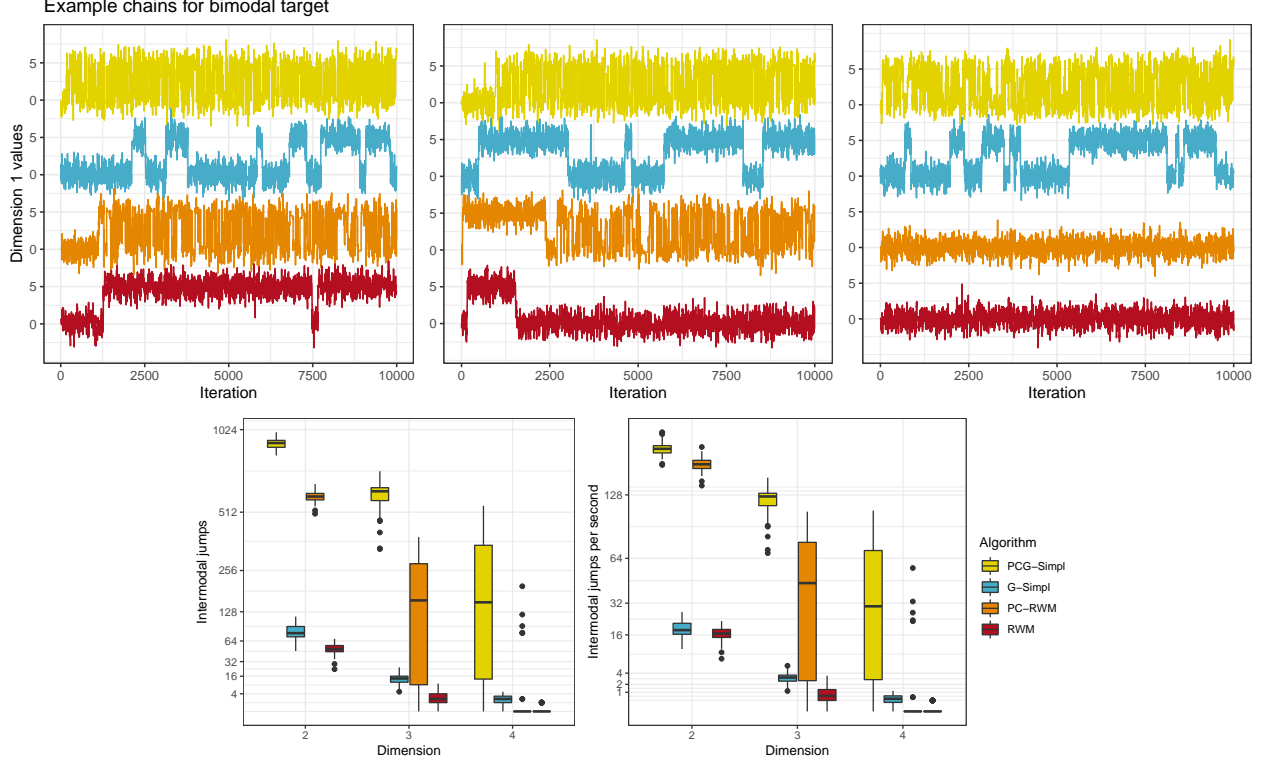 Example chains for bimodal target
Dimension 1 values
5
0
5
0
5
0
5
0
0 2500 5000 7500 10000
Iteration
5
0
5
0
5
0
5
0
0 2500 5000 7500 10000
Iteration
5
0
5
0
5
0
5
0
0 2500 5000 7500 10000
Iteration
Intermodal jumps
1024
512
256
128
64
32
16
4
2 3 4
Dimension
Intermodal jumps per second
128
64
32
16
4
2
1
2 3 4
Dimension
Algorithm
PCG−Simpl
G−Simpl
PC−RWM
RWM